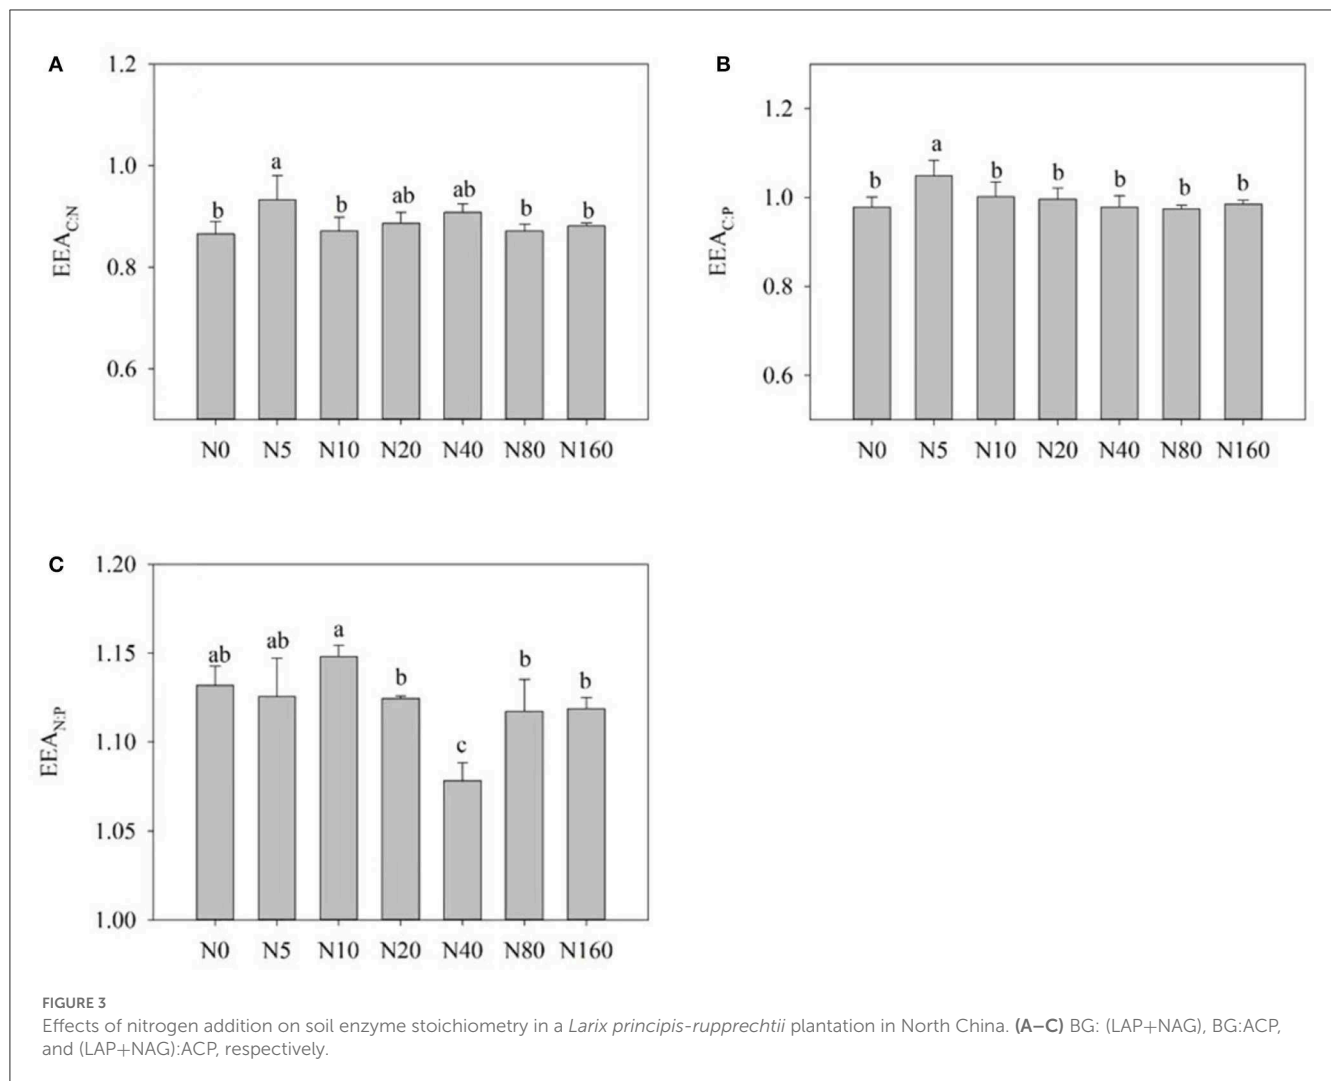 A
1.2
1.0
0.8
0.6
EEA_C:N
b
a
b
ab
ab
b
b
N0 N5 N10 N20 N40 N80 N160
B
1.2
1.0
0.8
0.6
EEA_C:P
b
a
b
b
b
b
b
N0 N5 N10 N20 N40 N80 N160
C
1.20
1.15
1.10
1.05
1.00
EEA_N:P
ab
ab
a
b
c
b
b
N0 N5 N10 N20 N40 N80 N160
FIGURE 3
Effects of nitrogen addition on soil enzyme stoichiometry in a Larix principis-rupprechtii plantation in North China. (A–C) BG: (LAP+NAG), BG:ACP,
and (LAP+NAG):ACP, respectively.